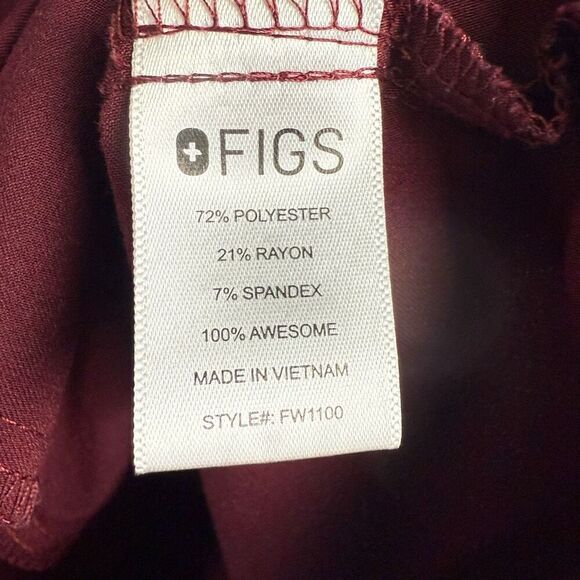 FIGS
72% POLYESTER
21% RAYON
7% SPANDEX
100% AWESOME
MADE IN VIETNAM
STYLE#: FW1100